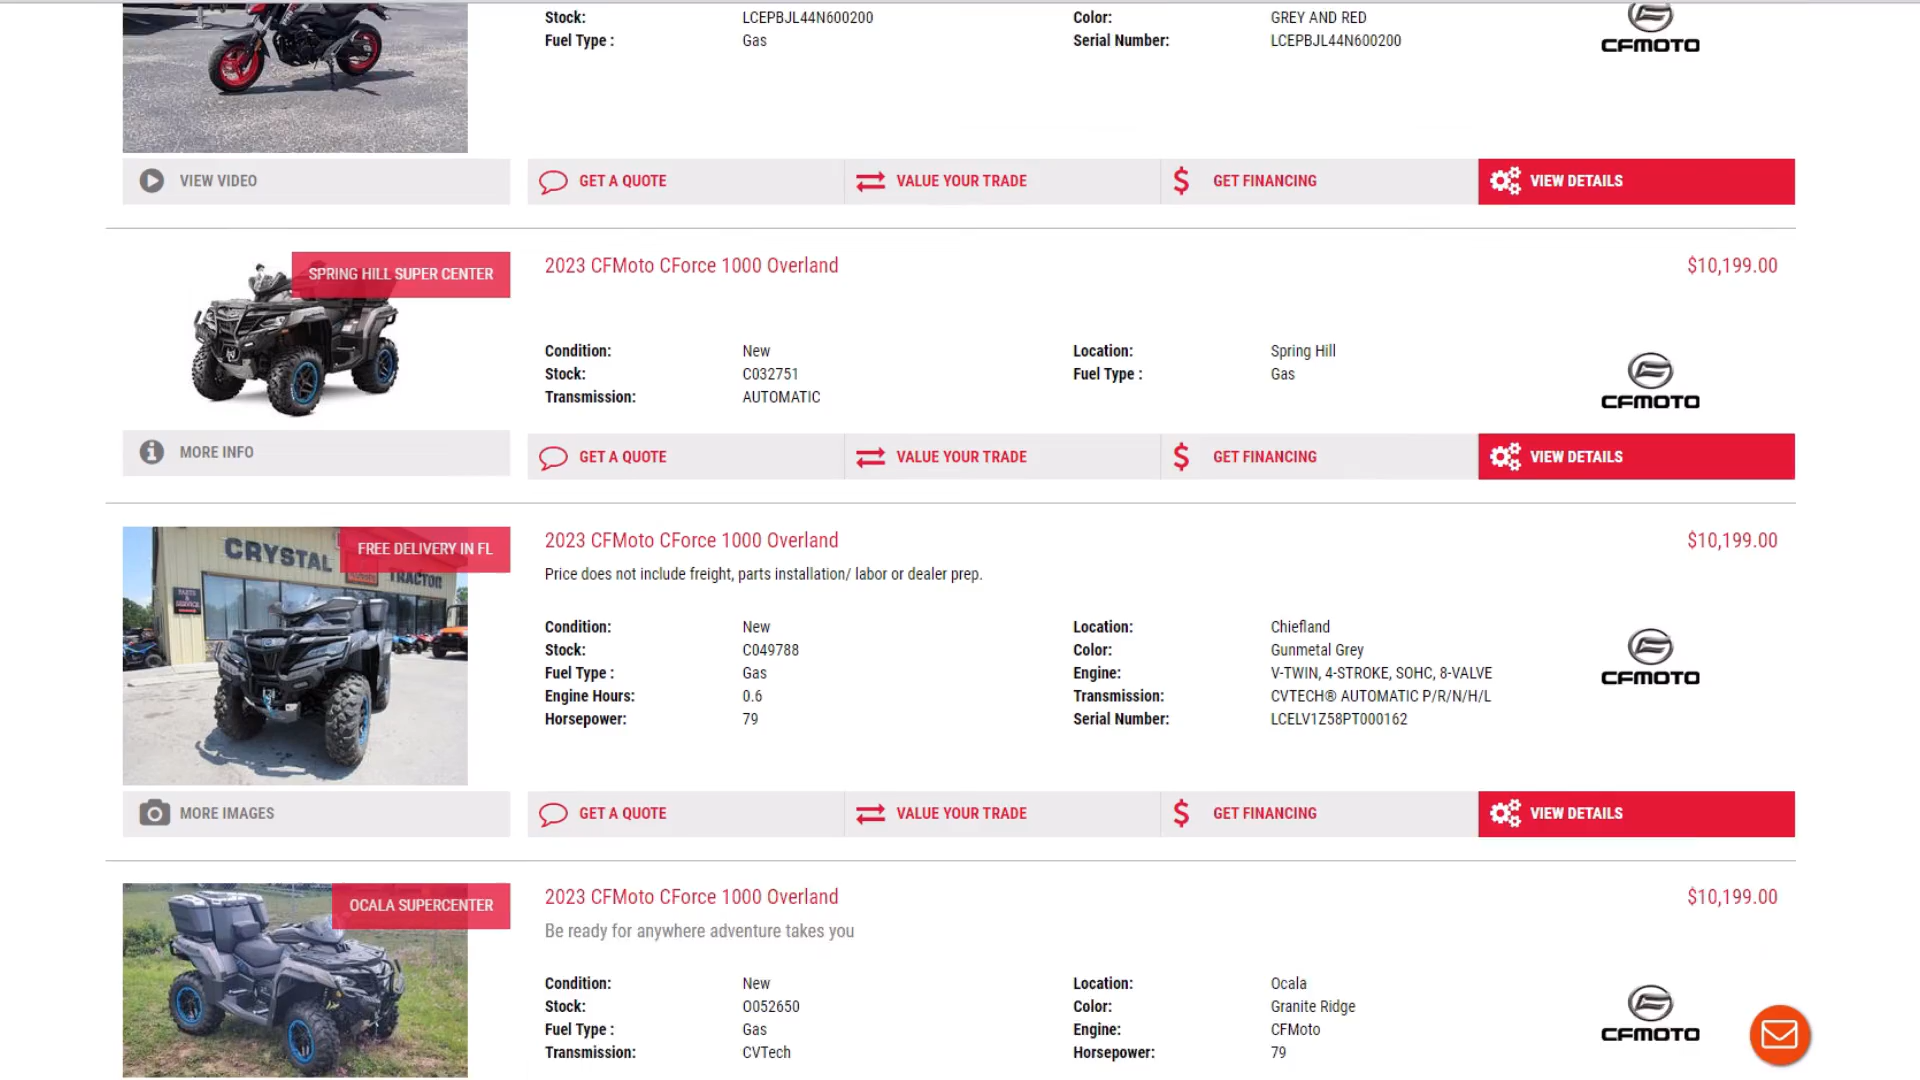 Stock: LCEPBJL44N600200 Color: GREY AND RED
Fuel Type : Gas Serial Number: LCEPBJL44N600200
CFMOTO
VIEW VIDEO
GET A QUOTE
VALUE YOUR TRADE
GET FINANCING
VIEW DETAILS
SPRING HILL SUPER CENTER
2023 CFMoto CForce 1000 Overland
$10,199.00
Condition: New Location: Spring Hill
Stock: C032751 Fuel Type : Gas
Transmission: AUTOMATIC
CFMOTO
MORE INFO
GET A QUOTE
VALUE YOUR TRADE
GET FINANCING
VIEW DETAILS
CRYSTAL
TRACTOR
Kubota
PARTS & SERVICE
FREE DELIVERY IN FL
2023 CFMoto CForce 1000 Overland
$10,199.00
Price does not include freight, parts installation/ labor or dealer prep.
Condition: New Location: Chiefland
Stock: C049788 Color: Gunmetal Grey
Fuel Type : Gas Engine: V-TWIN, 4-STROKE, SOHC, 8-VALVE
Engine Hours: 0.6 Transmission: CVTECH® AUTOMATIC P/R/N/H/L
Horsepower: 79 Serial Number: LCELV1Z58PT000162
CFMOTO
MORE IMAGES
GET A QUOTE
VALUE YOUR TRADE
GET FINANCING
VIEW DETAILS
OCALA SUPERCENTER
2023 CFMoto CForce 1000 Overland
$10,199.00
Be ready for anywhere adventure takes you
Condition: New Location: Ocala
Stock: O052650 Color: Granite Ridge
Fuel Type : Gas Engine: CFMoto
Transmission: CVTech Horsepower: 79
CFMOTO